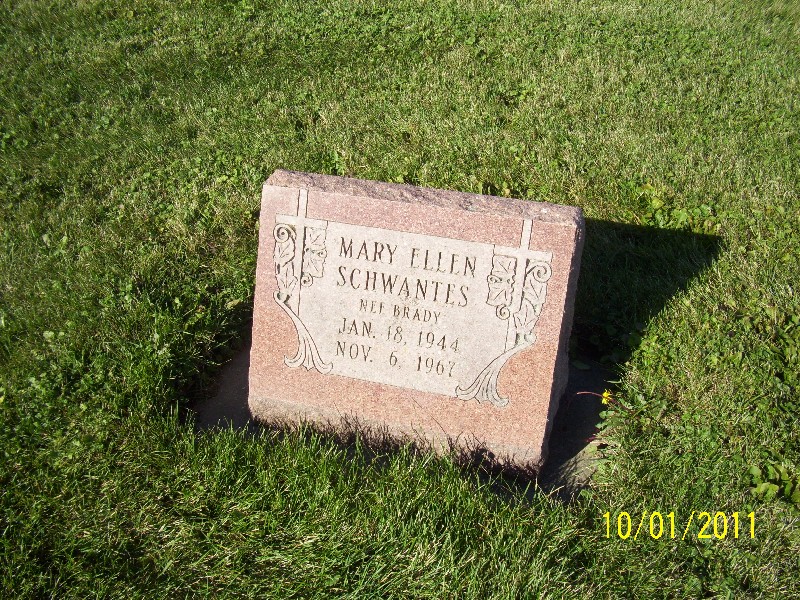 MARY ELLEN
SCHWANTES
NEE BRADY
JAN. 18, 1944
NOV. 6, 1967
10/01/2011